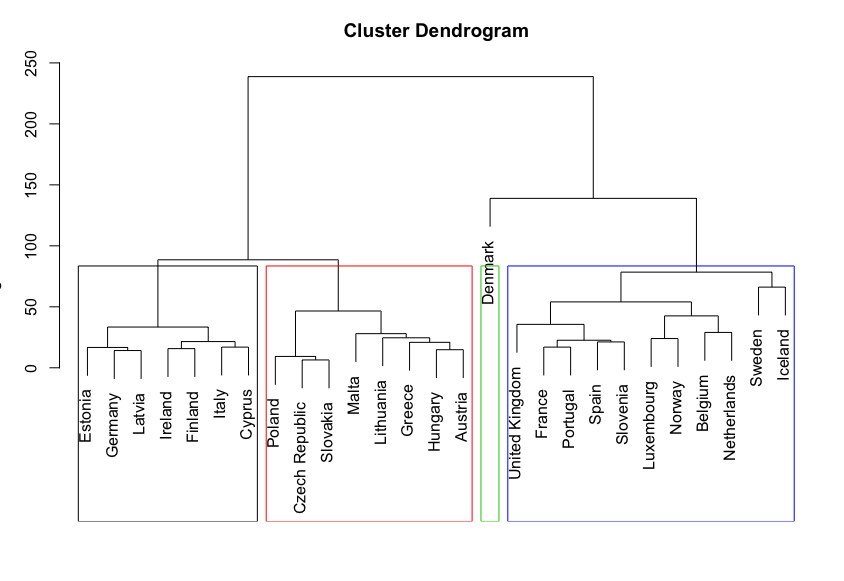 Cluster Dendrogram
250
200
150
100
50
0
Estonia
Germany
Latvia
Ireland
Finland
Italy
Cyprus
Poland
Czech Republic
Slovakia
Malta
Lithuania
Greece
Hungary
Austria
Denmark
United Kingdom
France
Portugal
Spain
Slovenia
Luxembourg
Norway
Belgium
Netherlands
Sweden
Iceland